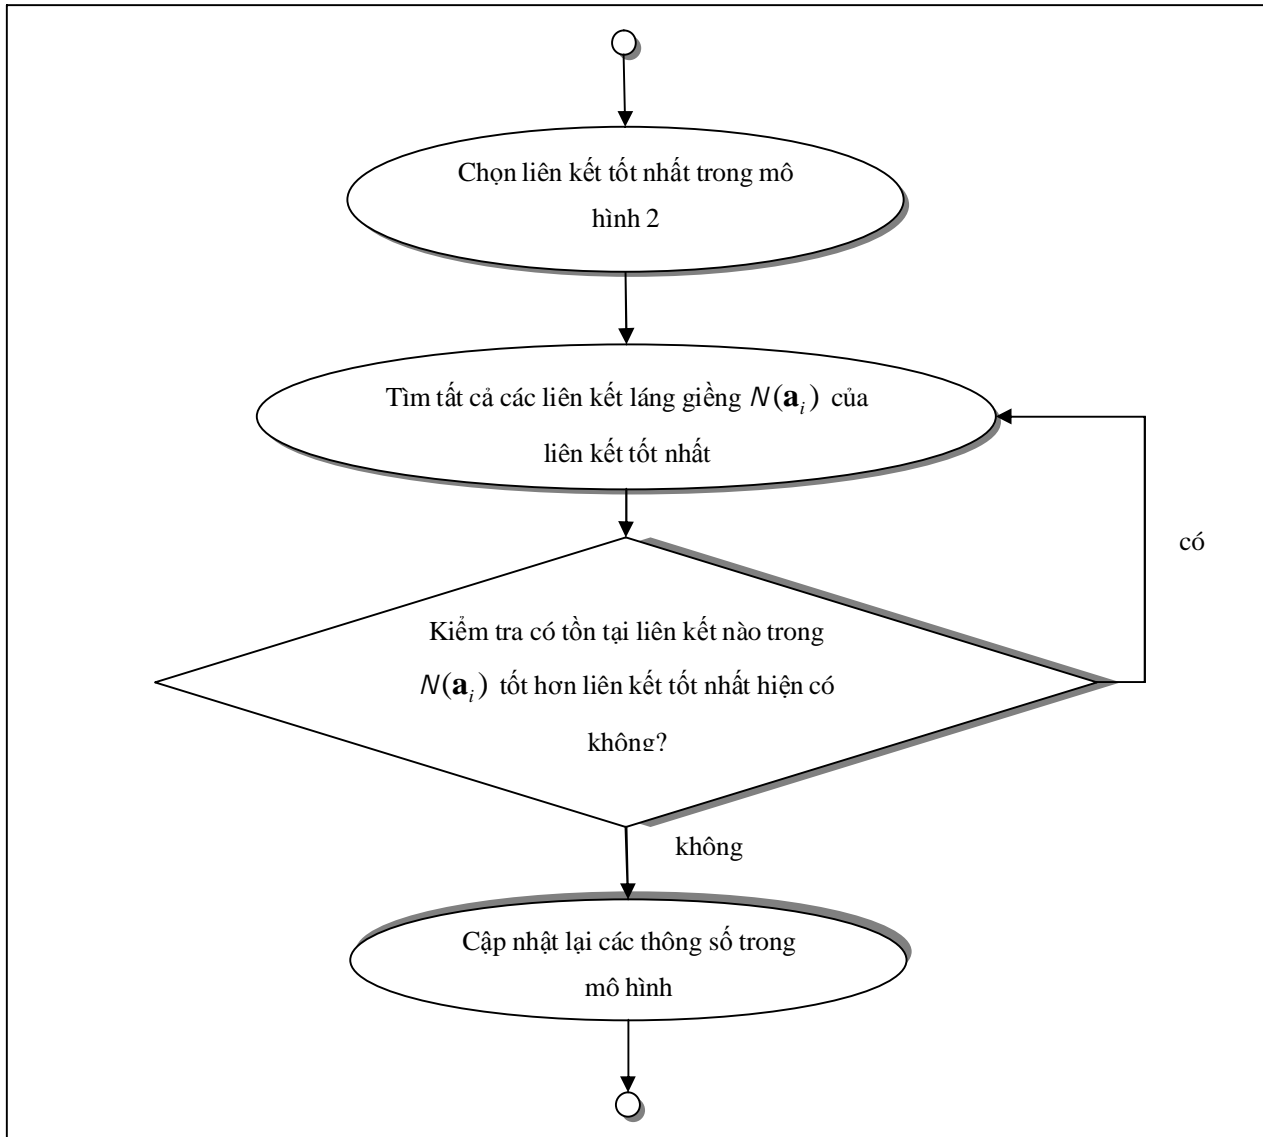 Chọn liên kết tốt nhất trong mô
hình 2
Tìm tất cả các liên kết láng giềng N(aᵢ) của
liên kết tốt nhất
có
Kiểm tra có tồn tại liên kết nào trong
N(aᵢ) tốt hơn liên kết tốt nhất hiện có
không?
không
Cập nhật lại các thông số trong
mô hình